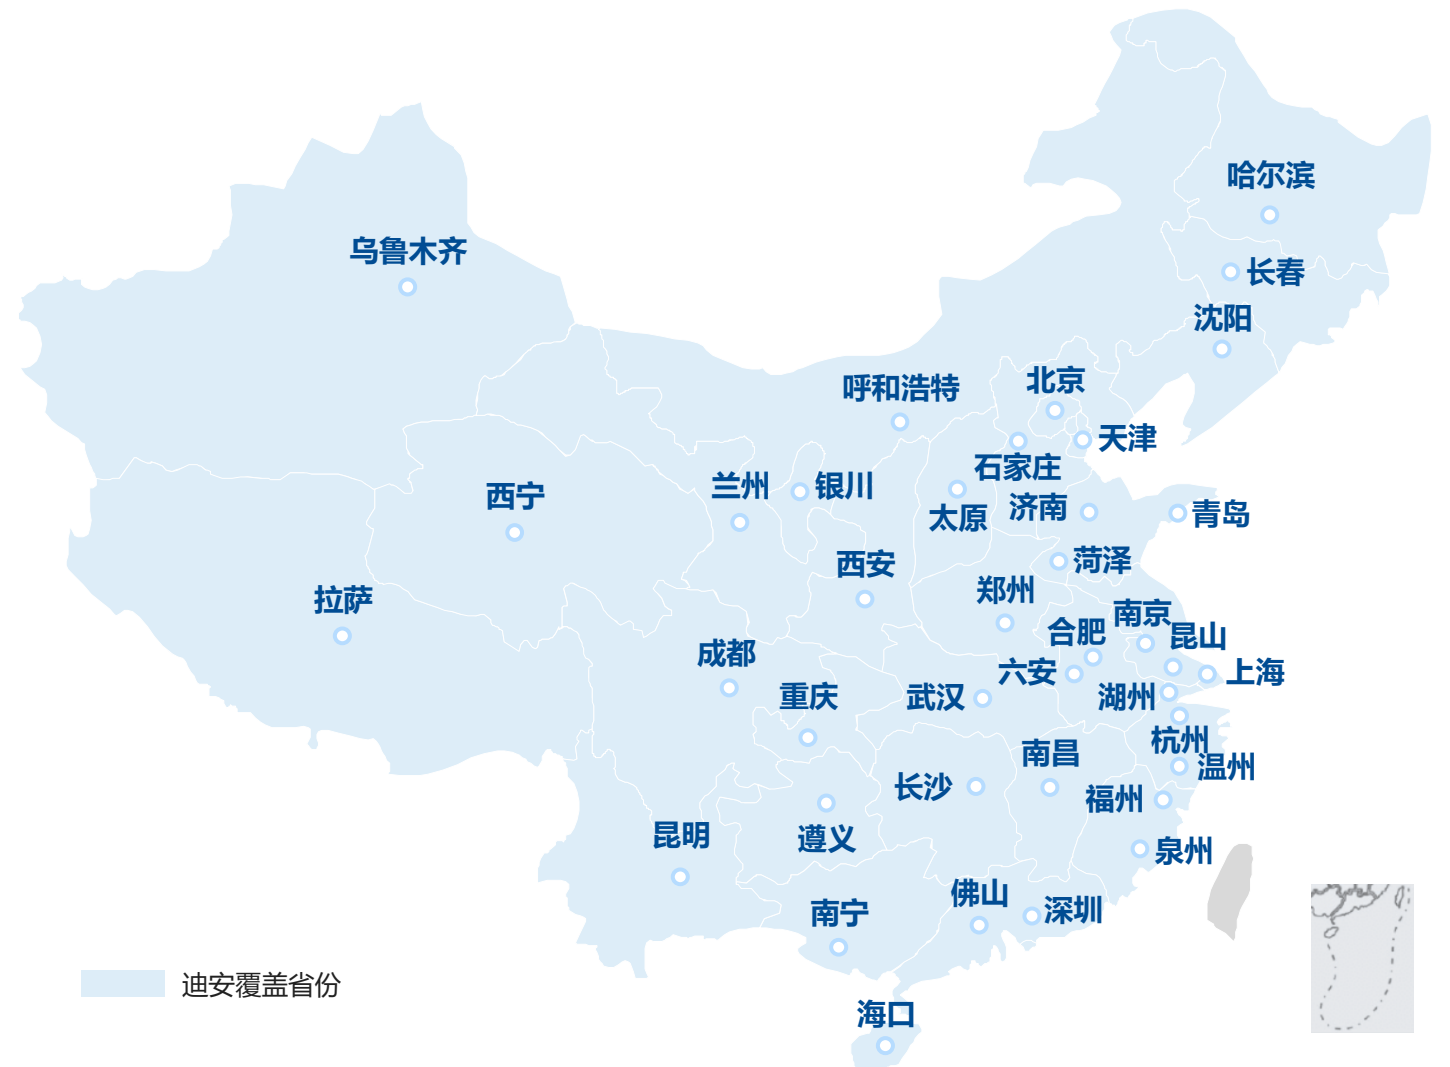 哈尔滨
乌鲁木齐
长春
沈阳
北京
呼和浩特
天津
石家庄
兰州
银川
西宁
济南
青岛
太原
菏泽
西安
郑州
拉萨
南京
合肥
昆山
成都
六安
上海
重庆
武汉
湖州
杭州
南昌
温州
长沙
福州
昆明
遵义
泉州
佛山
深圳
南宁
迪安覆盖省份
海口